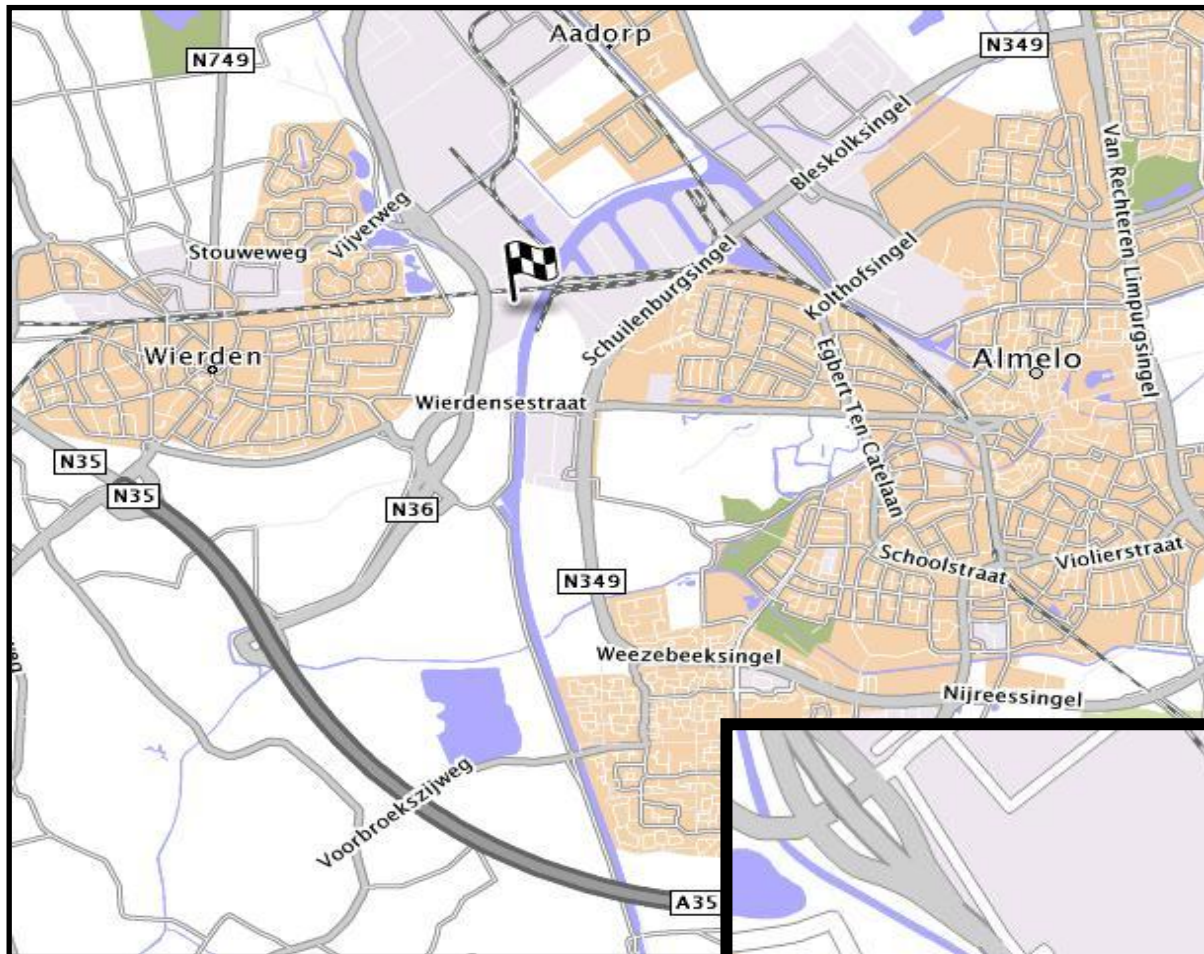 Aadorp
N349
N749
Bleskolksingel
Van Rechteren Limpurgsingel
Stouweweg
Vijverweg
Kolthofsingel
Schuilenburgsingel
Wierden
Almelo
Egbert Ten Catelaan
Wierdensestraat
N35
N35
N36
Schoolstraat
Violierstraat
N349
Weezebeeksingel
Nijreessingel
Voorbroekszijweg
A35